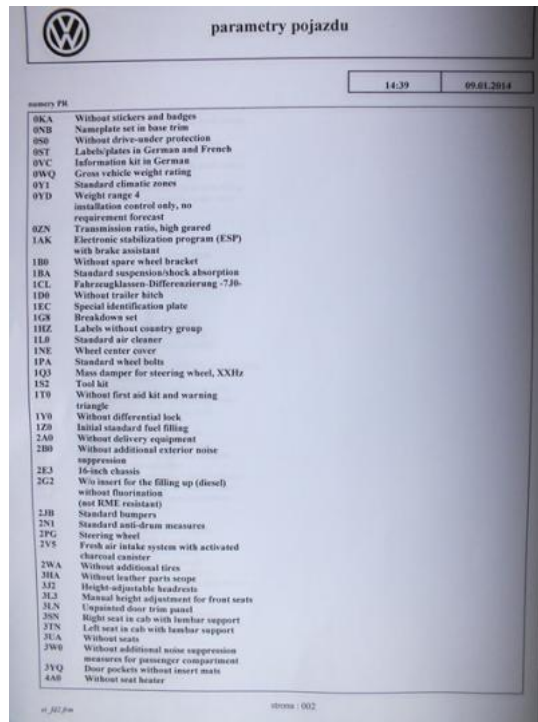 parametry pojazdu
14:39 09.01.2014
numery PR
0KA Without stickers and badges
0NB Nameplate set in base trim
0S0 Without drive-under protection
0ST Labels/plates in German and French
0VC Information kit in German
0WQ Gross vehicle weight rating
0Y1 Standard climatic zones
0YD Weight range 4
installation control only, no
requirement forecast
0ZN Transmission ratio, high geared
1AK Electronic stabilization program (ESP)
with brake assistant
1B0 Without spare wheel bracket
1BA Standard suspension/shock absorption
1CL Fahrzeugklassen-Differenzierung -7J0-
1D0 Without trailer hitch
1EC Special identification plate
1G8 Breakdown set
1HZ Labels without country group
1L0 Standard air cleaner
1NE Wheel center cover
1PA Standard wheel bolts
1Q3 Mass damper for steering wheel, XXHz
1S2 Tool kit
1T0 Without first aid kit and warning
triangle
1Y0 Without differential lock
1Z0 Initial standard fuel filling
2A0 Without delivery equipment
2B0 Without additional exterior noise
suppression
2E3 16-inch chassis
2G2 W/o insert for the filling up (diesel)
without fluorination
(not RME resistant)
2JB Standard bumpers
2N1 Standard anti-drum measures
2PG Steering wheel
2V5 Fresh air intake system with activated
charcoal canister
2WA Without additional tires
3HA Without leather parts scope
3J2 Height-adjustable headrests
3L3 Manual height adjustment for front seats
3LN Unpainted door trim panel
3SN Right seat in cab with lumbar support
3TN Left seat in cab with lumbar support
3UA Without seats
3W0 Without additional noise suppression
measures for passenger compartment
3YQ Door pockets without insert mats
4A0 Without seat heater
strona : 002